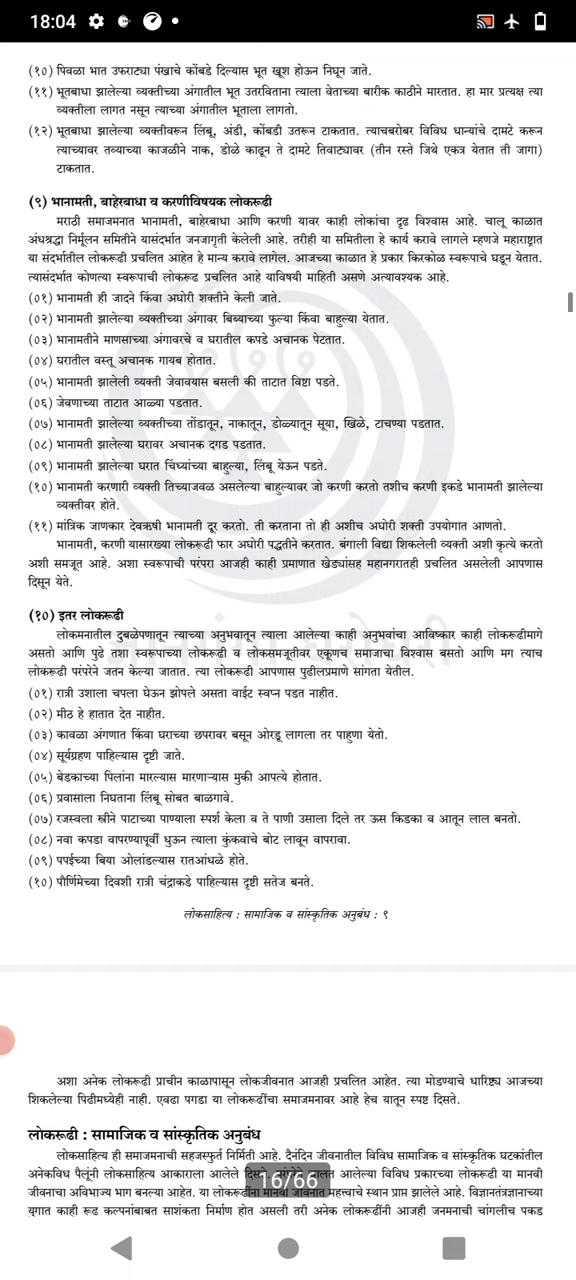 18:04
(१०) पिवळा भात उफराट्या पंखाचे कोंबडे दिल्यास भूत खूश होऊन निघून जाते.
(११) भूतबाधा झालेल्या व्यक्तीच्या अंगातील भूत उतरविताना त्याला वेताच्या बारीक काठीने मारतात. हा मार प्रत्यक्ष त्या
व्यक्तीला लागत नसून त्याच्या अंगातील भूताला लागतो.
(१२) भूतबाधा झालेल्या व्यक्तीवरून लिंबू, अंडी, कोंबडी उतरून टाकतात. त्याचबरोबर विविध धान्यांचे दामटे करून
त्याच्यावर तव्याच्या काजळीने नाक, डोळे काढून ते दामटे तिवाट्यावर (तीन रस्ते जिथे एकत्र येतात ती जागा)
टाकतात.
(९) भानामती, बाहेरबाधा व करणीविषयक लोकरूढी
मराठी समाजमनात भानामती, बाहेरबाधा आणि करणी यावर काही लोकांचा दृढ विश्वास आहे. चालू काळात
अंधश्रद्धा निर्मूलन समितीने यासंदर्भात जनजागृती केलेली आहे. तरीही या समितीला हे कार्य करावे लागले म्हणजे महाराष्ट्रात
या संदर्भातील लोकरूढी प्रचलित आहेत हे मान्य करावे लागेल. आजच्या काळात हे प्रकार किरकोळ स्वरूपाचे घडून येतात.
त्यासंदर्भात कोणत्या स्वरूपाची लोकरूढ प्रचलित आहे याविषयी माहिती असणे अत्यावश्यक आहे.
(०१) भानामती ही जादूने किंवा अघोरी शक्तीने केली जाते.
(०२) भानामती झालेल्या व्यक्तीच्या अंगावर बिब्याच्या फुल्या किंवा बाहुल्या येतात.
(०३) भानामतीने माणसाच्या अंगावरचे व घरातील कपडे अचानक पेटतात.
(०४) घरातील वस्तू अचानक गायब होतात.
(०५) भानामती झालेली व्यक्ती जेवावयास बसली की ताटात विष्टा पडते.
(०६) जेवणाच्या ताटात आळ्या पडतात.
(०७) भानामती झालेल्या व्यक्तीच्या तोंडातून, नाकातून, डोळ्यातून सूया, खिळे, टाचण्या पडतात.
(०८) भानामती झालेल्या घरावर अचानक दगड पडतात.
(०९) भानामती झालेल्या घरात चिंध्यांच्या बाहुल्या, लिंबू येऊन पडते.
(१०) भानामती करणारी व्यक्ती तिच्याजवळ असलेल्या बाहुल्यावर जो करणी करतो तशीच करणी इकडे भानामती झालेल्या
व्यक्तीवर होते.
(११) मांत्रिक जाणकार देवऋषी भानामती दूर करतो. ती करताना तो ही अशीच अघोरी शक्ती उपयोगात आणतो.
भानामती, करणी यासारख्या लोकरूढी फार अघोरी पद्धतीने करतात. बंगाली विद्या शिकलेली व्यक्ती अशी कृत्ये करतो
अशी समजूत आहे. अशा स्वरूपाची परंपरा आजही काही प्रमाणात खेड्यांसह महानगरातही प्रचलित असलेली आपणास
दिसून येते.
(१०) इतर लोकरूढी
लोकमनातील दुबळेपणातून त्याच्या अनुभवातून त्याला आलेल्या काही अनुभवांचा आविष्कार काही लोकरूढीमागे
असतो आणि पुढे तशा स्वरूपाच्या लोकरूढी व लोकसमजूतीवर एकूणच समाजाचा विश्वास बसतो आणि मग त्याच
लोकरूढी परंपरेने जतन केल्या जातात. त्या लोकरूढी आपणास पुढीलप्रमाणे सांगता येतील.
(०१) रात्री उशाला चपला घेऊन झोपले असता वाईट स्वप्न पडत नाहीत.
(०२) मीठ हे हातात देत नाहीत.
(०३) कावळा अंगणात किंवा घराच्या छपरावर बसून ओरडू लागला तर पाहुणा येतो.
(०४) सूर्यग्रहण पाहिल्यास दृष्टी जाते.
(०५) बेडकाच्या पिलांना मारल्यास मारणाऱ्यास मुकी आपत्ये होतात.
(०६) प्रवासाला निघताना लिंबू सोबत बाळगावे.
(०७) रजस्वला स्त्रीने पाटाच्या पाण्याला स्पर्श केला व ते पाणी उसाला दिले तर ऊस किडका व आतून लाल बनतो.
(०८) नवा कपडा वापरण्यापूर्वी धुऊन त्याला कुंकवाचे बोट लावून वापरावा.
(०९) पपईच्या बिया ओलांडल्यास रातआंधळे होते.
(१०) पौर्णिमेच्या दिवशी रात्री चंद्राकडे पाहिल्यास दृष्टी सतेज बनते.
लोकसाहित्य : सामाजिक व सांस्कृतिक अनुबंध : ९
अशा अनेक लोकरूढी प्राचीन काळापासून लोकजीवनात आजही प्रचलित आहेत. त्या मोडण्याचे धारिष्ट्य आजच्या
शिकलेल्या पिढीमध्येही नाही. एवढा पगडा या लोकरूढींचा समाजमनावर आहे हेच यातून स्पष्ट दिसते.
लोकरूढी : सामाजिक व सांस्कृतिक अनुबंध
लोकसाहित्य ही समाजमनाची सहजस्फुर्त निर्मिती आहे. दैनंदिन जीवनातील विविध सामाजिक व सांस्कृतिक घटकांतील
अनेकविध पैलूंनी लोकसाहित्य आकाराला आलेले आलेल्या विविध प्रकारच्या लोकरूढी या मानवी
16/66
जीवनाचा अविभाज्य भाग बनल्या आहेत. या लोकरूढींना मानवी जीवनात महत्त्वाचे स्थान प्राप्त झालेले आहे. विज्ञानतंत्रज्ञानाच्या
युगात काही रूढ कल्पनांबाबत साशंकता निर्माण होत असली तरी अनेक लोकरूढींनी आजही जनमनाची चांगलीच पकड